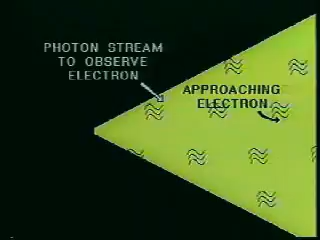 PHOTON STREAM
TO OBSERVE
ELECTRON
APPROACHING
ELECTRON